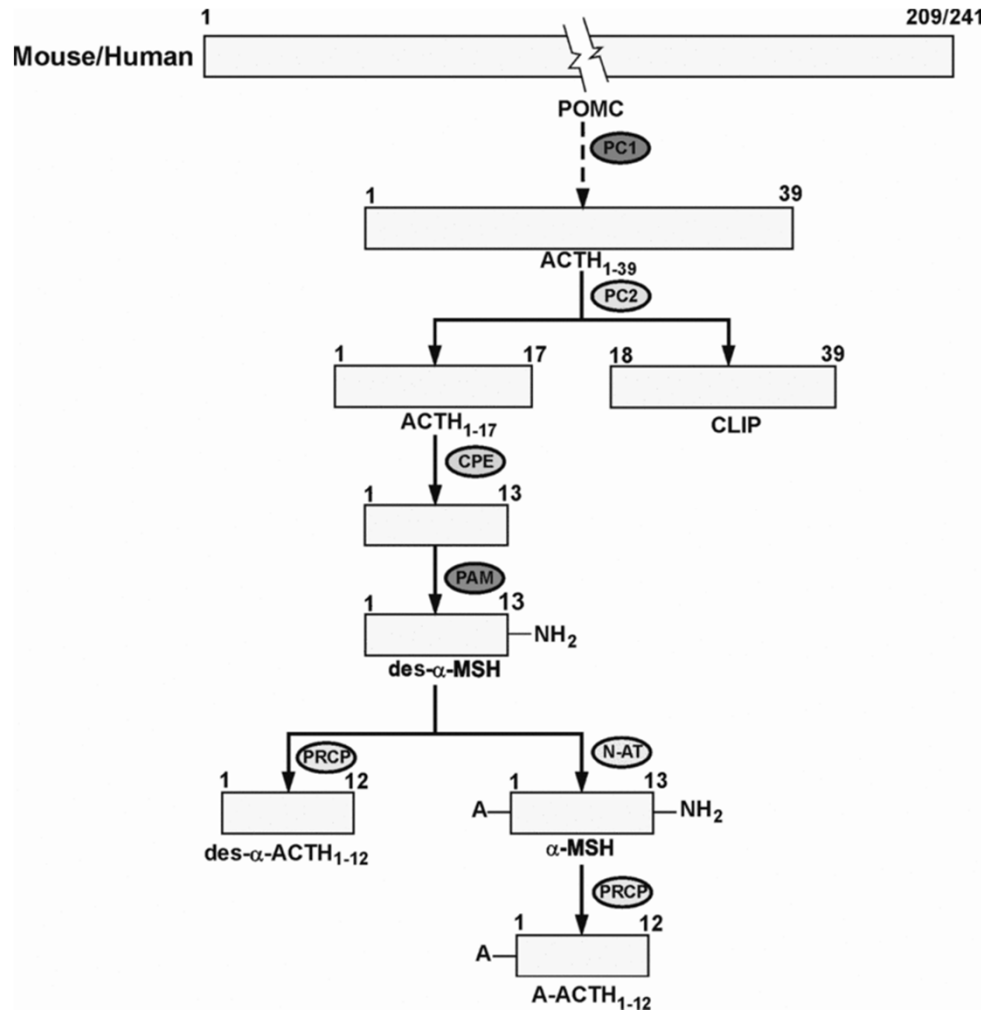 1 209/241
Mouse/Human
POMC
PC1
1 39
ACTH1-39
PC2
1 17 18 39
ACTH1-17 CLIP
CPE
1 13
PAM
1 13
NH2
des-α-MSH
PRCP N-AT
1 12 1 13
A NH2
des-α-ACTH1-12 α-MSH
PRCP
1 12
A
A-ACTH1-12